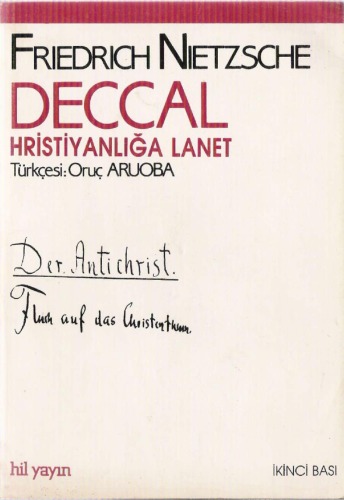 FRIEDRICH NIETZSCHE
DECCAL
HRİSTİYANLIĞA LANET
Türkçesi: Oruç ARUOBA
Der Antichrist.
Fluch auf das Christenthum.
hil yayın
İKİNCİ BASI